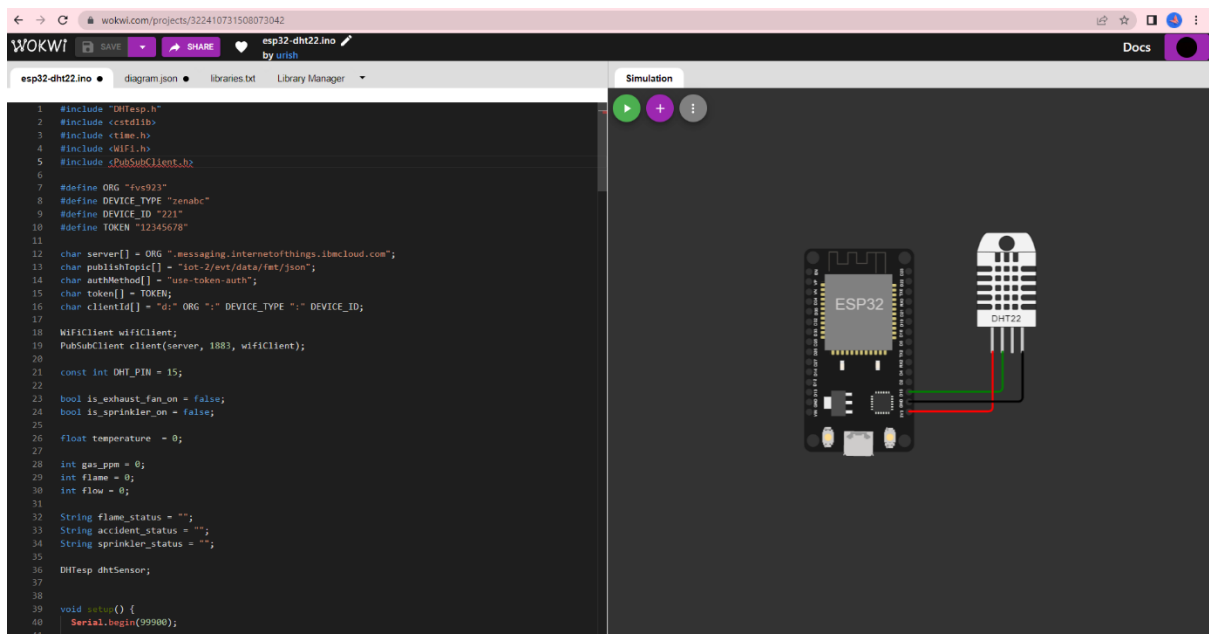 wokwi.com/projects/322410731508073042
WOKWI SAVE SHARE esp32-dht22.ino Docs
by urish
esp32-dht22.ino diagram.json libraries.txt Library Manager Simulation
1 #include "DHTesp.h"
2 #include <cstdlib>
3 #include <time.h>
4 #include <WiFi.h>
5 #include <PubSubClient.h>
6
7 #define ORG "fvs923"
8 #define DEVICE_TYPE "zenabc"
9 #define DEVICE_ID "221"
10 #define TOKEN "12345678"
11
12 char server[] = ORG ".messaging.internetofthings.ibmcloud.com";
13 char publishTopic[] = "iot-2/evt/data/fmt/json";
14 char authMethod[] = "use-token-auth";
15 char token[] = TOKEN;
16 char clientId[] = "d:" ORG ":" DEVICE_TYPE ":" DEVICE_ID;
17
18 WiFiClient wifiClient;
19 PubSubClient client(server, 1883, wifiClient);
20
21 const int DHT_PIN = 15;
22
23 bool is_exhaust_fan_on = false;
24 bool is_sprinkler_on = false;
25
26 float temperature = 0;
27
28 int gas_ppm = 0;
29 int flame = 0;
30 int flow = 0;
31
32 String flame_status = "";
33 String accident_status = "";
34 String sprinkler_status = "";
35
36 DHTesp dhtSensor;
37
38
39 void setup() {
40 Serial.begin(99900);
ESP32
DHT22